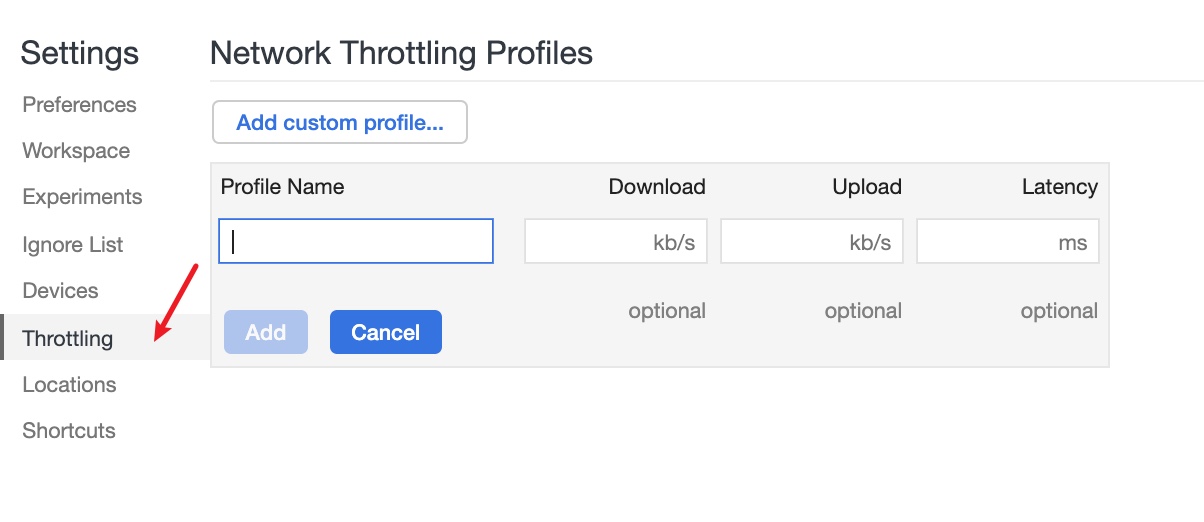 Settings
Preferences
Workspace
Experiments
Ignore List
Devices
Throttling
Locations
Shortcuts
Network Throttling Profiles
Add custom profile...
Profile Name Download Upload Latency
kb/s kb/s ms
optional optional optional
Add Cancel